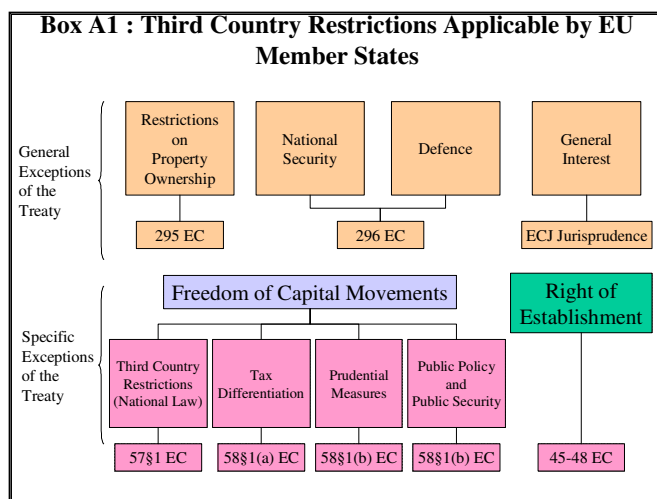 Box A1 : Third Country Restrictions Applicable by EU
Member States
General
Exceptions
of the
Treaty
Restrictions
on
Property
Ownership
National
Security
Defence
General
Interest
295 EC
296 EC
ECJ Jurisprudence
Specific
Exceptions
of the
Treaty
Freedom of Capital Movements
Right of
Establishment
Third Country
Restrictions
(National Law)
Tax
Differentiation
Prudential
Measures
Public Policy
and
Public Security
57§1 EC
58§1(a) EC
58§1(b) EC
58§1(b) EC
45-48 EC